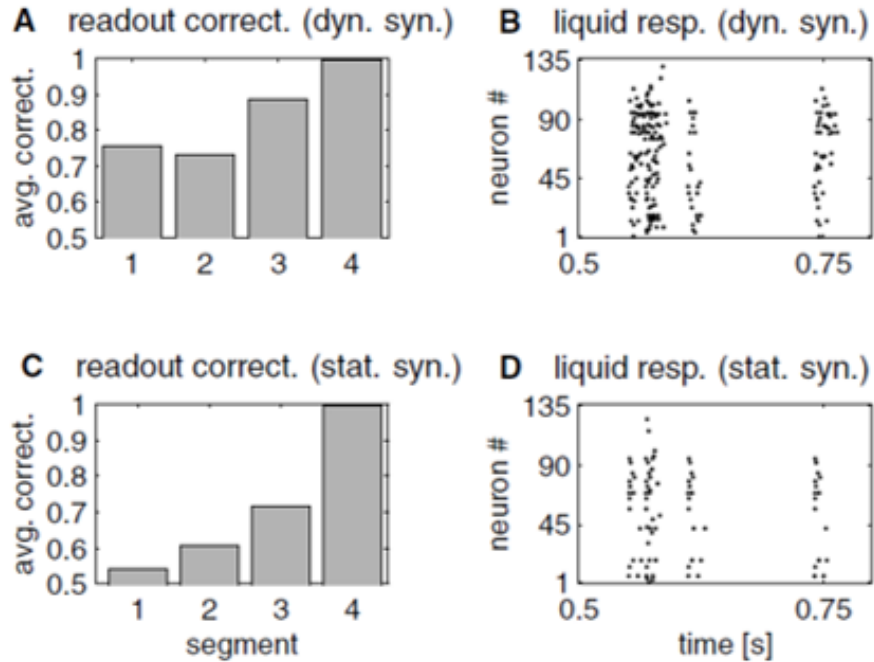 A readout correct. (dyn. syn.)
avg. correct.
1
0.9
0.8
0.7
0.6
0.5
1 2 3 4
B liquid resp. (dyn. syn.)
neuron #
135
90
45
1
0.5 0.75
C readout correct. (stat. syn.)
avg. correct.
1
0.9
0.8
0.7
0.6
0.5
1 2 3 4
segment
D liquid resp. (stat. syn.)
neuron #
135
90
45
1
0.5 0.75
time [s]